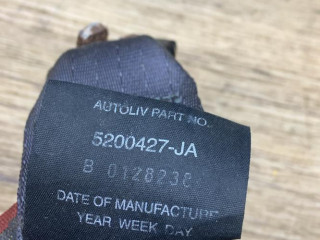 AUTOLIV PART NO.
5200427-JA
B 0128238
DATE OF MANUFACTURE
YEAR WEEK DAY